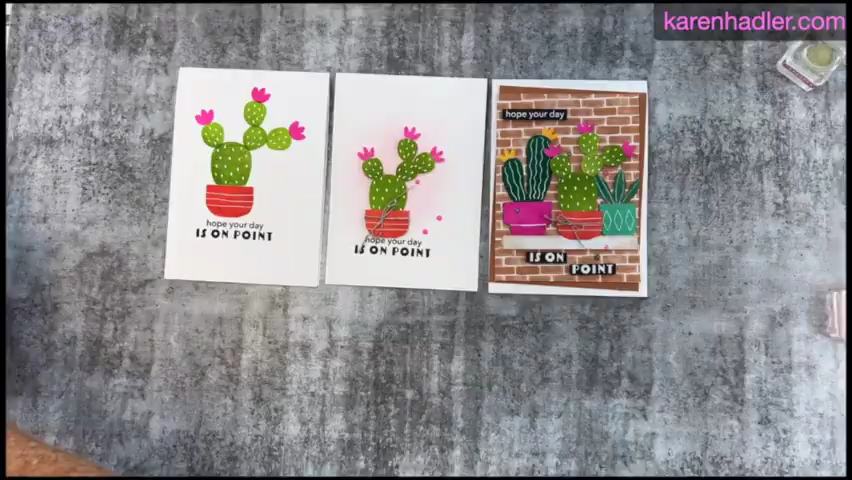 karenhadler.com
hope your day
IS ON POINT
hope your day
IS ON POINT
hope your day
IS ON
POINT